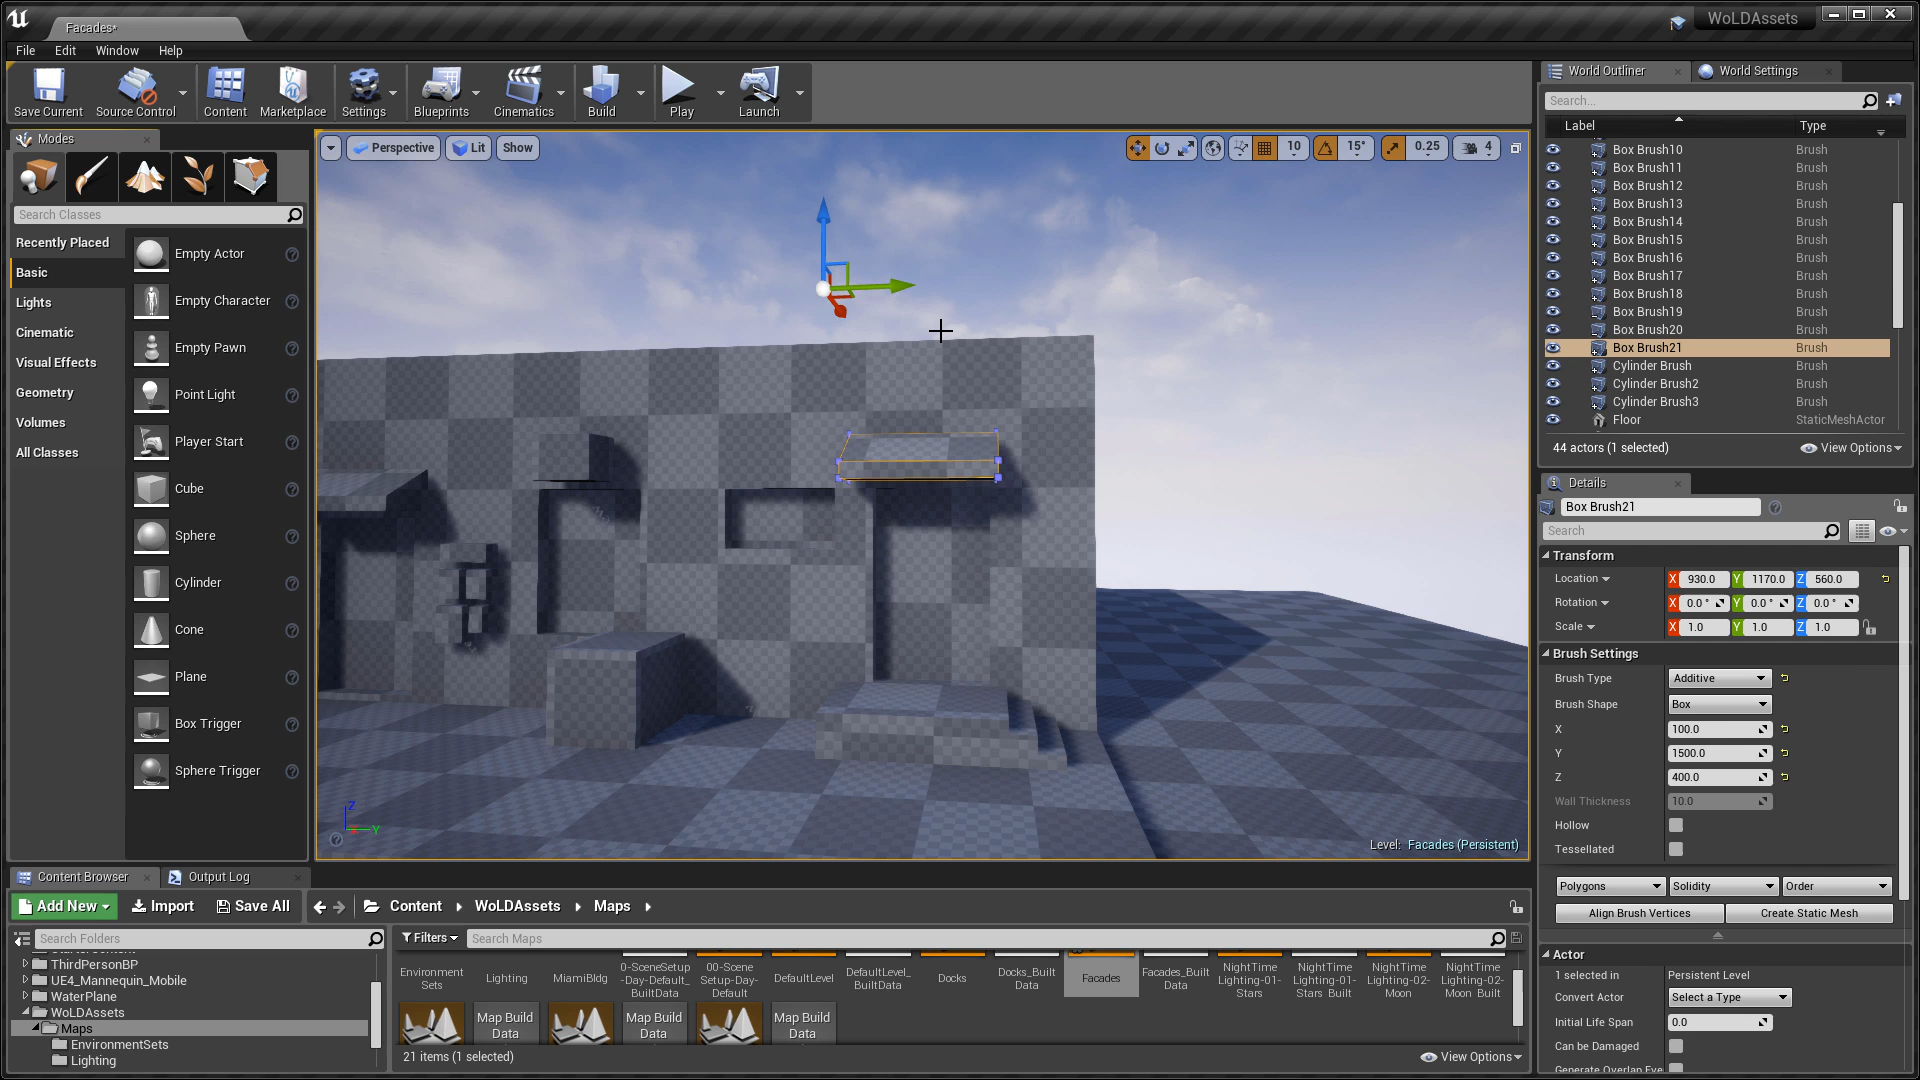 Facades*
WoLDAssets
File Edit Window Help
Save Current
Source Control
Content
Marketplace
Settings
Blueprints
Cinematics
Build
Play
Launch
Modes
Search Classes
Recently Placed
Basic
Lights
Cinematic
Visual Effects
Geometry
Volumes
All Classes
Empty Actor
Empty Character
Empty Pawn
Point Light
Player Start
Cube
Sphere
Cylinder
Cone
Plane
Box Trigger
Sphere Trigger
Perspective Lit Show
10 15° 0.25 4
Z
Y
Level: Facades (Persistent)
World Outliner
World Settings
Search...
Label Type
Box Brush10 Brush
Box Brush11 Brush
Box Brush12 Brush
Box Brush13 Brush
Box Brush14 Brush
Box Brush15 Brush
Box Brush16 Brush
Box Brush17 Brush
Box Brush18 Brush
Box Brush19 Brush
Box Brush20 Brush
Box Brush21 Brush
Cylinder Brush Brush
Cylinder Brush2 Brush
Cylinder Brush3 Brush
Floor StaticMeshActor
44 actors (1 selected) View Options
Details
Box Brush21
Search
Transform
Location X 930.0 Y 1170.0 Z 560.0
Rotation X 0.0 ° Y 0.0 ° Z 0.0 °
Scale X 1.0 Y 1.0 Z 1.0
Brush Settings
Brush Type Additive
Brush Shape Box
X 100.0
Y 1500.0
Z 400.0
Wall Thickness 10.0
Hollow
Tessellated
Polygons Solidity Order
Align Brush Vertices Create Static Mesh
Actor
1 selected in Persistent Level
Convert Actor Select a Type
Initial Life Span 0.0
Can be Damaged
Generate Overlap Eve
Content Browser
Output Log
Add New Import Save All Content WoLDAssets Maps
Search Folders
ThirdPersonBP
UE4_Mannequin_Mobile
WaterPlane
WoLDAssets
Maps
EnvironmentSets
Lighting
Filters Search Maps
Environment
Sets
Lighting
MiamiBldg
0-SceneSetup
-Day-Default_
BuiltData
00-Scene
Setup-Day-
Default
DefaultLevel
DefaultLevel_
BuiltData
Docks
Docks_Built
Data
Facades
Facades_Built
Data
NightTime
Lighting-01-
Stars
NightTime
Lighting-01-
Stars_Built
NightTime
Lighting-02-
Moon
NightTime
Lighting-02-
Moon_Built
Map Build
Data
Map Build
Data
Map Build
Data
21 items (1 selected) View Options